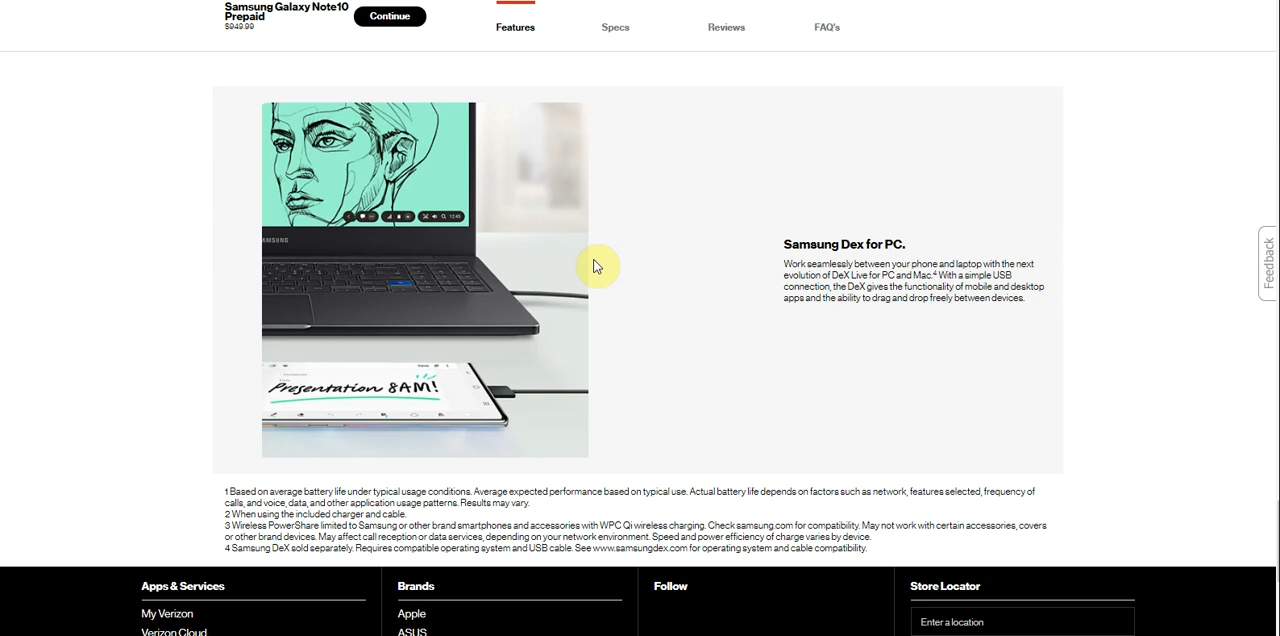 Samsung Galaxy Note10
Prepaid
$949.99
Continue
Features
Specs
Reviews
FAQ's
12:45
AMSUNG
Presentation 8AM!
Samsung Dex for PC.
Work seamlessly between your phone and laptop with the next
evolution of DeX Live for PC and Mac.4 With a simple USB
connection, the DeX gives the functionality of mobile and desktop
apps and the ability to drag and drop freely between devices.
Feedback
1 Based on average battery life under typical usage conditions. Average expected performance based on typical use. Actual battery life depends on factors such as network, features selected, frequency of
calls, and voice, data, and other application usage patterns. Results may vary.
2 When using the included charger and cable.
3 Wireless PowerShare limited to Samsung or other brand smartphones and accessories with WPC Qi wireless charging. Check samsung.com for compatibility. May not work with certain accessories, covers
or other brand devices. May affect call reception or data services, depending on your network environment. Speed and power efficiency of charge varies by device.
4 Samsung DeX sold separately. Requires compatible operating system and USB cable. See www.samsungdex.com for operating system and cable compatibility.
Apps & Services
My Verizon
Verizon Cloud
Brands
Apple
ASUS
Follow
Store Locator
Enter a location